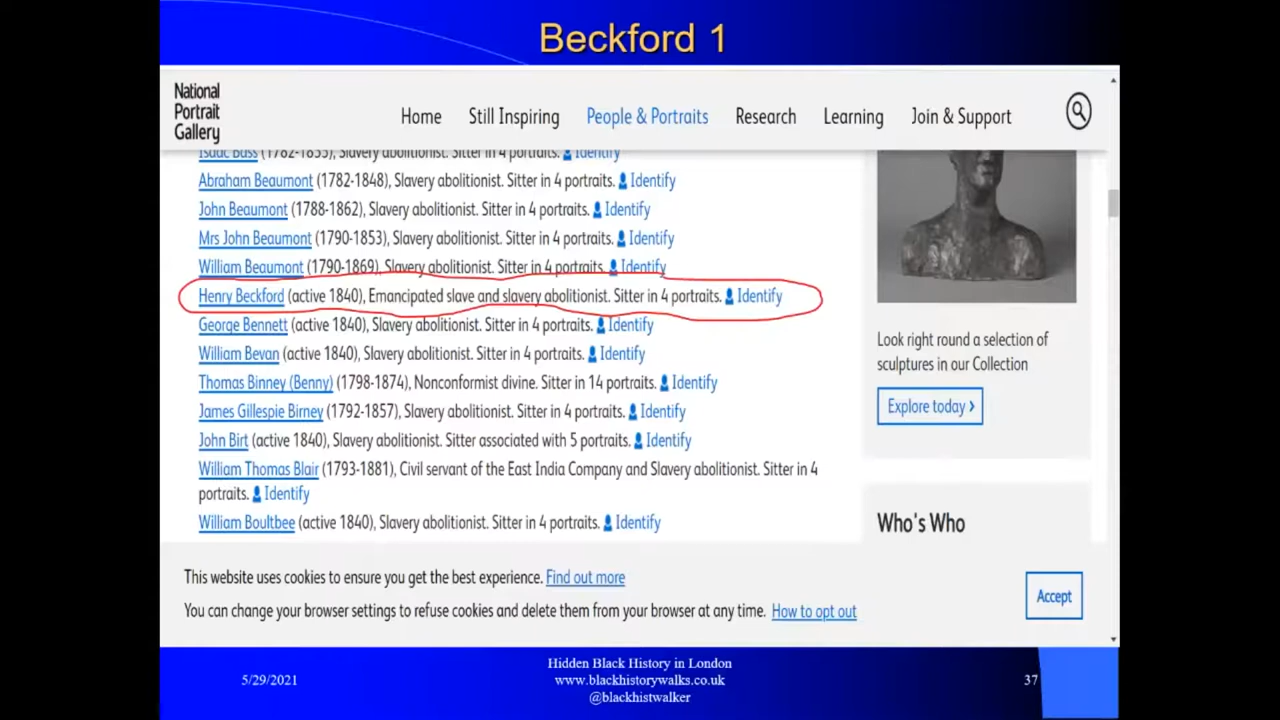 Beckford 1
National
Portrait
Gallery
Home Still Inspiring People & Portraits Research Learning Join & Support
Isaac Bass (1782-1855), Slavery abolitionist. Sitter in 4 portraits. Identify
Abraham Beaumont (1782-1848), Slavery abolitionist. Sitter in 4 portraits. Identify
John Beaumont (1788-1862), Slavery abolitionist. Sitter in 4 portraits. Identify
Mrs John Beaumont (1790-1853), Slavery abolitionist. Sitter in 4 portraits. Identify
William Beaumont (1790-1869), Slavery abolitionist. Sitter in 4 portraits. Identify
Henry Beckford (active 1840), Emancipated slave and slavery abolitionist. Sitter in 4 portraits. Identify
George Bennett (active 1840), Slavery abolitionist. Sitter in 4 portraits. Identify
William Bevan (active 1840), Slavery abolitionist. Sitter in 4 portraits. Identify
Thomas Binney (Benny) (1798-1874), Nonconformist divine. Sitter in 14 portraits. Identify
James Gillespie Birney (1792-1857), Slavery abolitionist. Sitter in 4 portraits. Identify
John Birt (active 1840), Slavery abolitionist. Sitter associated with 5 portraits. Identify
William Thomas Blair (1793-1881), Civil servant of the East India Company and Slavery abolitionist. Sitter in 4
portraits. Identify
William Boultbee (active 1840), Slavery abolitionist. Sitter in 4 portraits. Identify
Look right round a selection of
sculptures in our Collection
Explore today ›
Who's Who
This website uses cookies to ensure you get the best experience. Find out more
You can change your browser settings to refuse cookies and delete them from your browser at any time. How to opt out
Accept
5/29/2021
Hidden Black History in London
www.blackhistorywalks.co.uk
@blackhistwalker
37